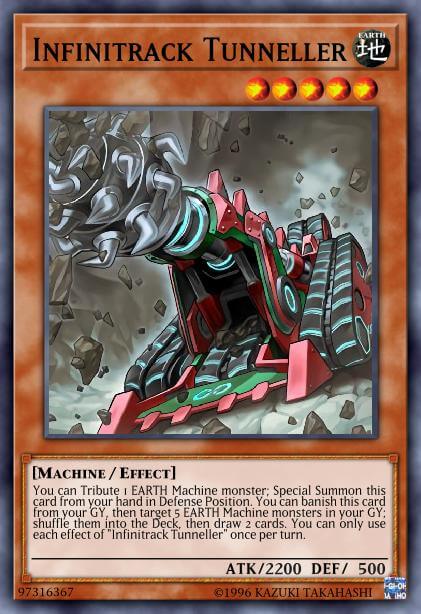 INFINITRACK TUNNELLER
EARTH
地
[MACHINE / EFFECT]
You can Tribute 1 EARTH Machine monster; Special Summon this
card from your hand in Defense Position. You can banish this card
from your GY, then target 5 EARTH Machine monsters in your GY;
shuffle them into the Deck, then draw 2 cards. You can only use
each effect of "Infinitrack Tunneller" once per turn.
ATK/2200 DEF/ 500
97316367
©1996 KAZUKI TAKAHASHI